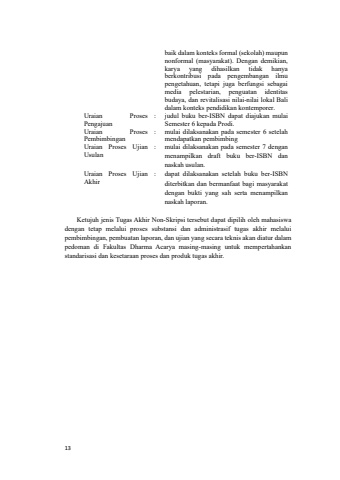 baik dalam konteks formal (sekolah) maupun
nonformal (masyarakat). Dengan demikian,
karya yang dihasilkan tidak hanya
berkontribusi pada pengembangan ilmu
pengetahuan, tetapi juga berfungsi sebagai
media pelestarian, penguatan identitas
budaya, dan revitalisasi nilai-nilai lokal Bali
dalam konteks pendidikan kontemporer.
Uraian Proses : judul buku ber-ISBN dapat diajukan mulai
Pengajuan Semester 6 kepada Prodi.
Uraian Proses : mulai dilaksanakan pada semester 6 setelah
Pembimbingan mendapatkan pembimbing
Uraian Proses Ujian : mulai dilaksanakan pada semester 7 dengan
Usulan menampilkan draft buku ber-ISBN dan
naskah usulan.
Uraian Proses Ujian : dapat dilaksanakan setelah buku ber-ISBN
Akhir diterbitkan dan bermanfaat bagi masyarakat
dengan bukti yang sah serta menampilkan
naskah laporan.
Ketujuh jenis Tugas Akhir Non-Skripsi tersebut dapat dipilih oleh mahasiswa
dengan tetap melalui proses substansi dan administrasif tugas akhir melalui
pembimbingan, pembuatan laporan, dan ujian yang secara teknis akan diatur dalam
pedoman di Fakultas Dharma Acarya masing-masing untuk mempertahankan
standarisasi dan kesetaraan proses dan produk tugas akhir.
13